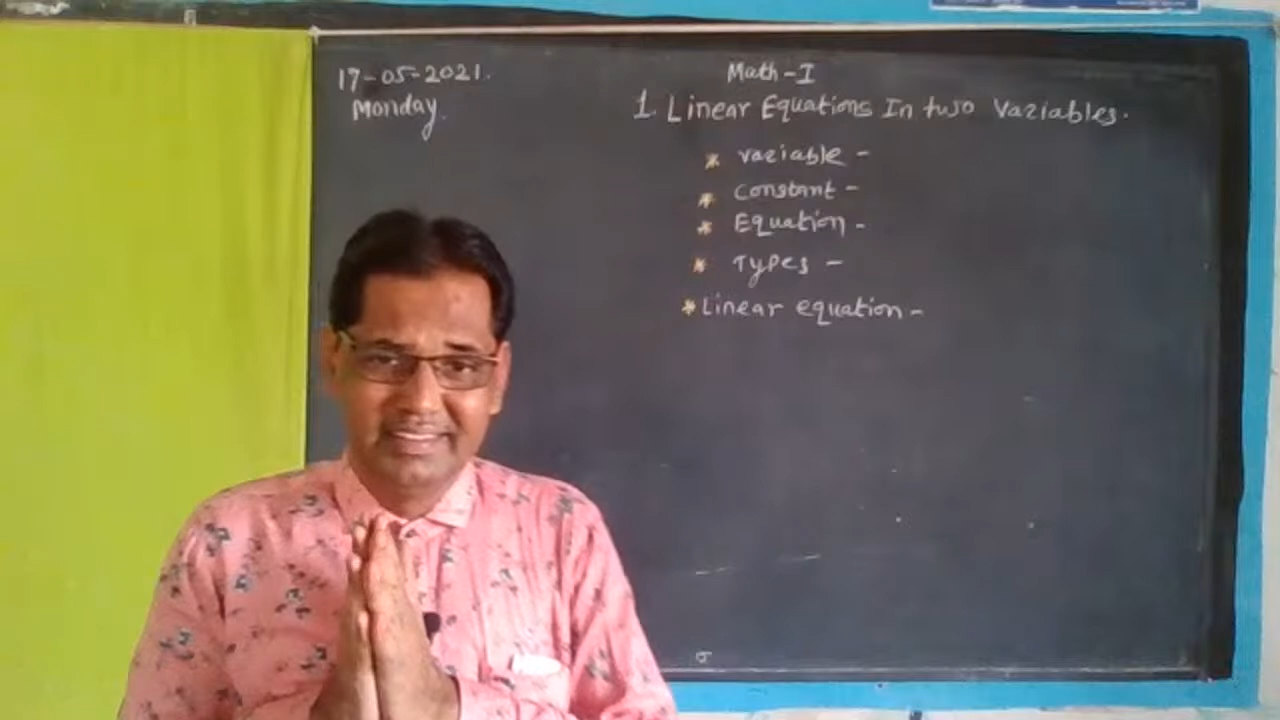 17-05-2021.
Monday.
Math-I
1. Linear Equations In two Variables.
* variable -
* constant -
* Equation -
* Types -
* Linear equation -